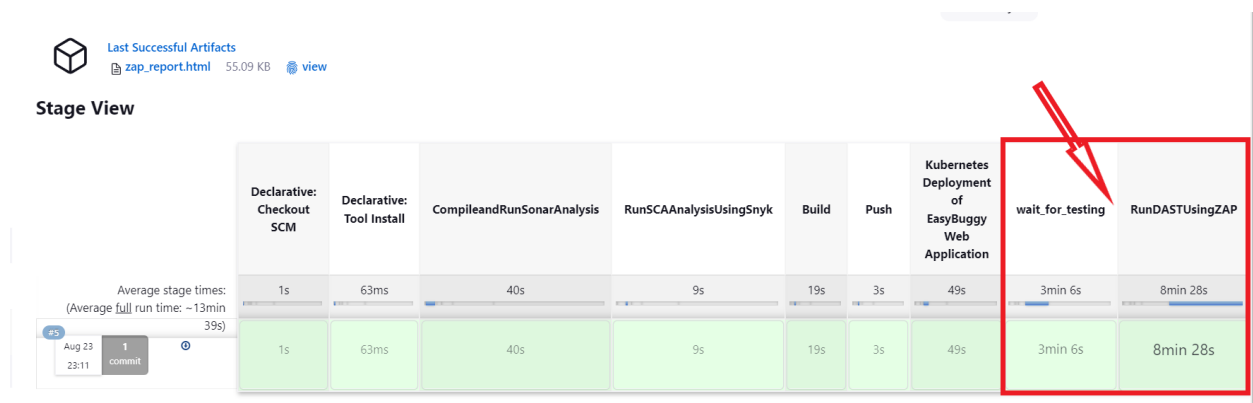 Last Successful Artifacts
zap_report.html 55.09 KB view
Stage View
Declarative:
Checkout
SCM
Declarative:
Tool Install
CompileandRunSonarAnalysis
RunSCAAnalysisUsingSnyk
Build
Push
Kubernetes
Deployment
of
EasyBuggy
Web
Application
wait_for_testing
RunDASTUsingZAP
Average stage times:
(Average full run time: ~13min
39s)
1s
63ms
40s
9s
19s
3s
49s
3min 6s
8min 28s
#5
Aug 23
23:11
1
commit
1s
63ms
40s
9s
19s
3s
49s
3min 6s
8min 28s